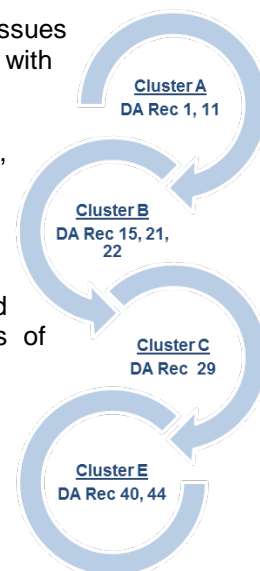 ssues
with
,
d
s of
Cluster A
DA Rec 1, 11
Cluster B
DA Rec 15, 21,
22
Cluster C
DA Rec 29
Cluster E
DA Rec 40, 44